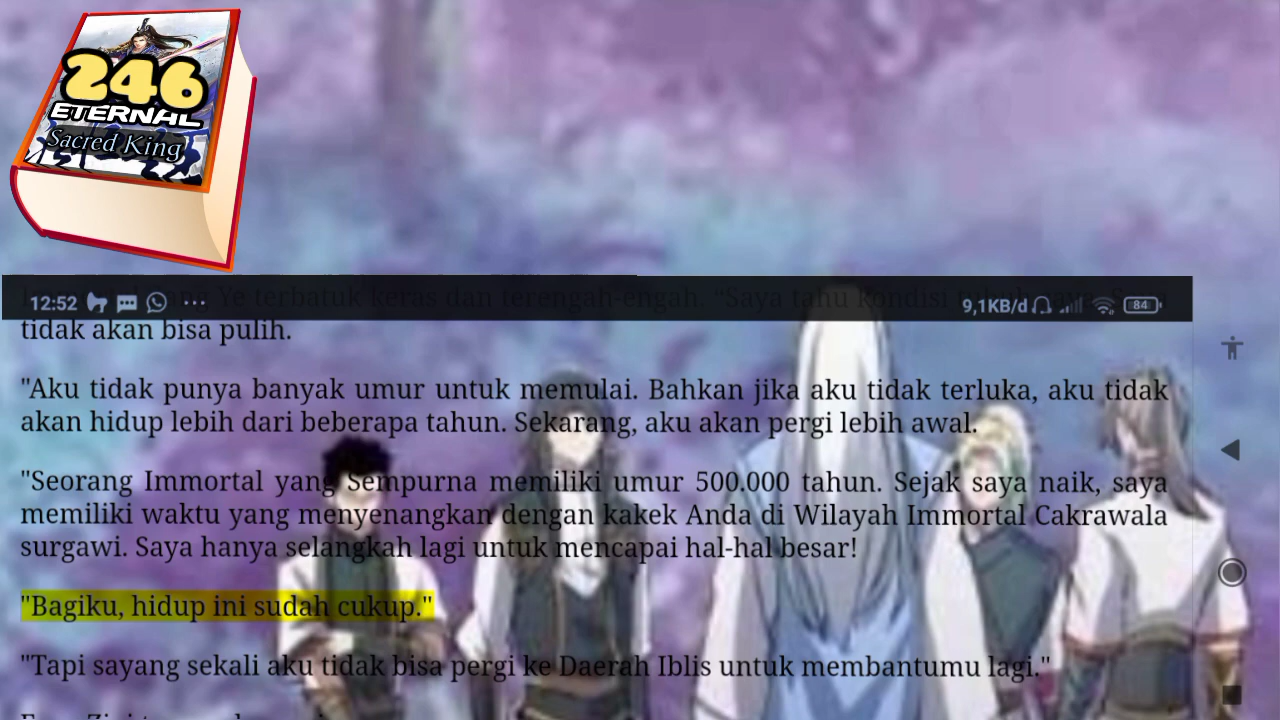 246
ETERNAL
Sacred King
ang Ye terbatuk keras dan terengah-engah. "Saya tahu kondisi
12:52 ... 9,1KB/d 84
tidak akan bisa pulih.
"Aku tidak punya banyak umur untuk memulai. Bahkan jika aku tidak terluka, aku tidak
akan hidup lebih dari beberapa tahun. Sekarang, aku akan pergi lebih awal.
"Seorang Immortal yang Sempurna memiliki umur 500.000 tahun. Sejak saya naik, saya
memiliki waktu yang menyenangkan dengan kakek Anda di Wilayah Immortal Cakrawala
surgawi. Saya hanya selangkah lagi untuk mencapai hal-hal besar!
"Bagiku, hidup ini sudah cukup."
"Tapi sayang sekali aku tidak bisa pergi ke Daerah Iblis untuk membantumu lagi."